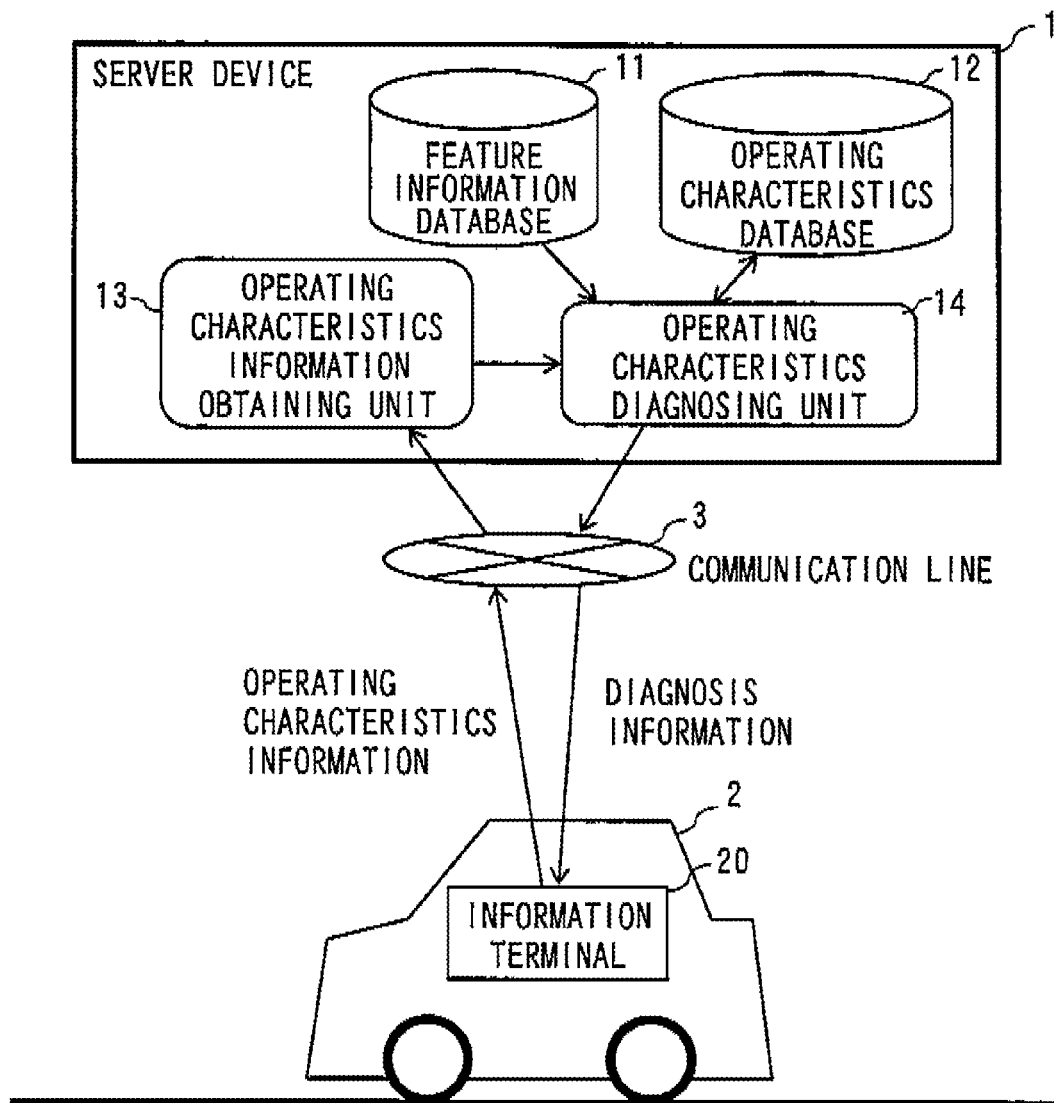 1
SERVER DEVICE
11
12
FEATURE
INFORMATION
DATABASE
OPERATING
CHARACTERISTICS
DATABASE
13
OPERATING
CHARACTERISTICS
INFORMATION
OBTAINING UNIT
14
OPERATING
CHARACTERISTICS
DIAGNOSING UNIT
3
COMMUNICATION LINE
OPERATING
CHARACTERISTICS
INFORMATION
DIAGNOSIS
INFORMATION
2
20
INFORMATION
TERMINAL